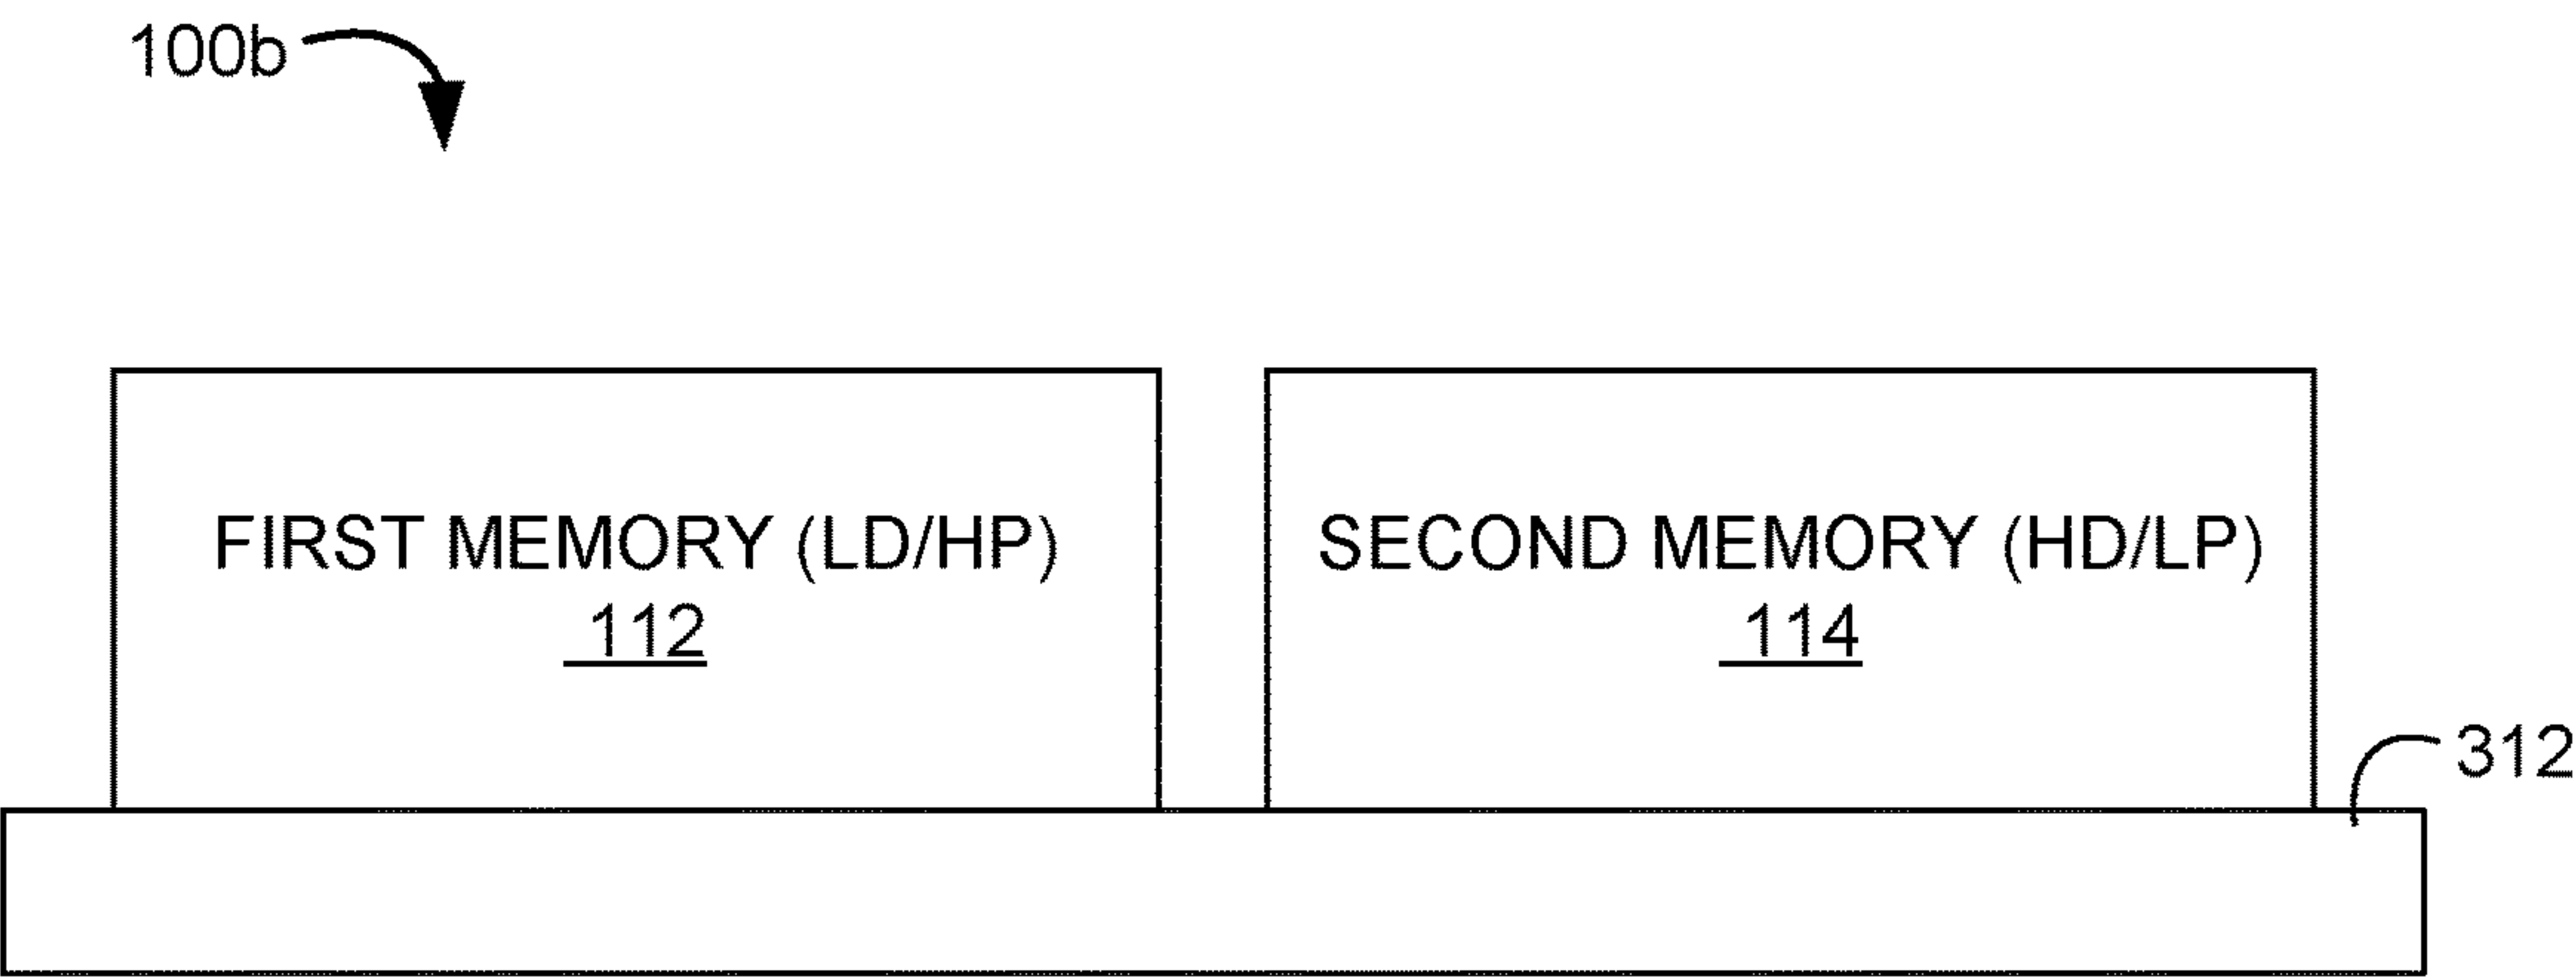 100b
FIRST MEMORY (LD/HP)
112
SECOND MEMORY (HD/LP)
114
312